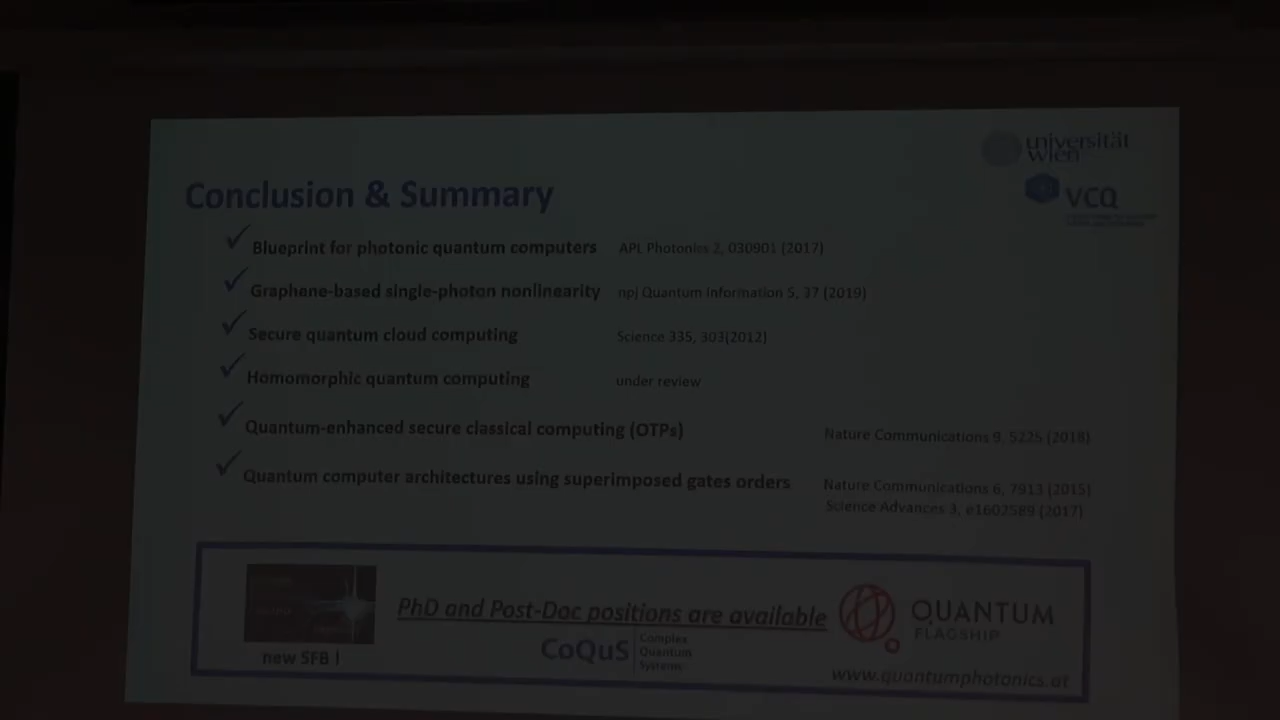 universität
wien
VCQ
Conclusion & Summary
✓ Blueprint for photonic quantum computers APL Photonics 2, 030901 (2017)
✓ Graphene-based single-photon nonlinearity npj Quantum Information 5, 37 (2019)
✓ Secure quantum cloud computing Science 335, 303(2012)
✓ Homomorphic quantum computing under review
✓ Quantum-enhanced secure classical computing (OTPs) Nature Communications 9, 5225 (2018)
✓ Quantum computer architectures using superimposed gates orders Nature Communications 6, 7913 (2015)
Science Advances 3, e1602589 (2017)
PhD and Post-Doc positions are available
QUANTUM
FLAGSHIP
CoQuS Complex
Quantum
Systems
new SFB !
www.quantumphotonics.at